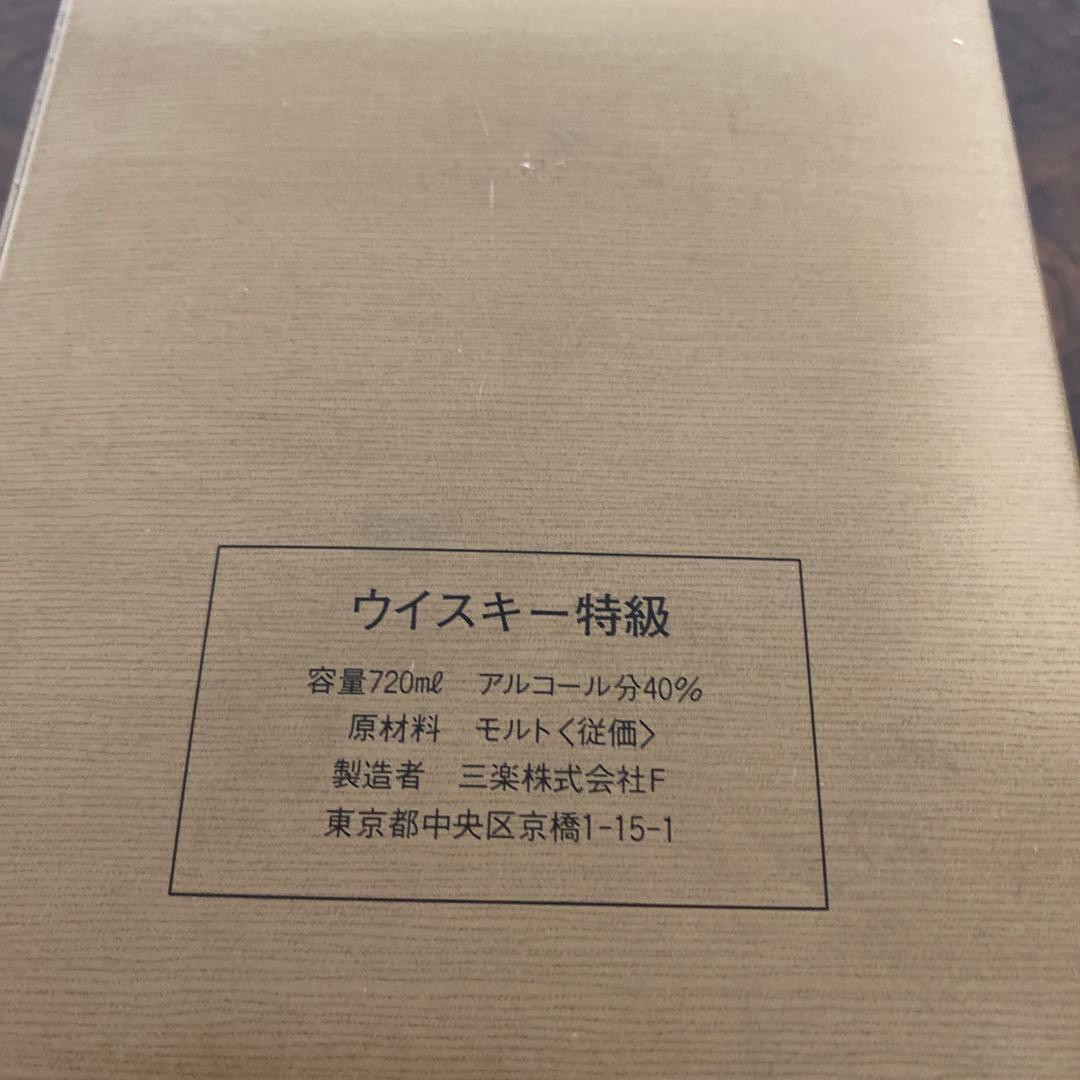 ウイスキー特級
容量720mℓ アルコール分40%
原材料 モルト〈従価〉
製造者 三楽株式会社F
東京都中央区京橋1-15-1